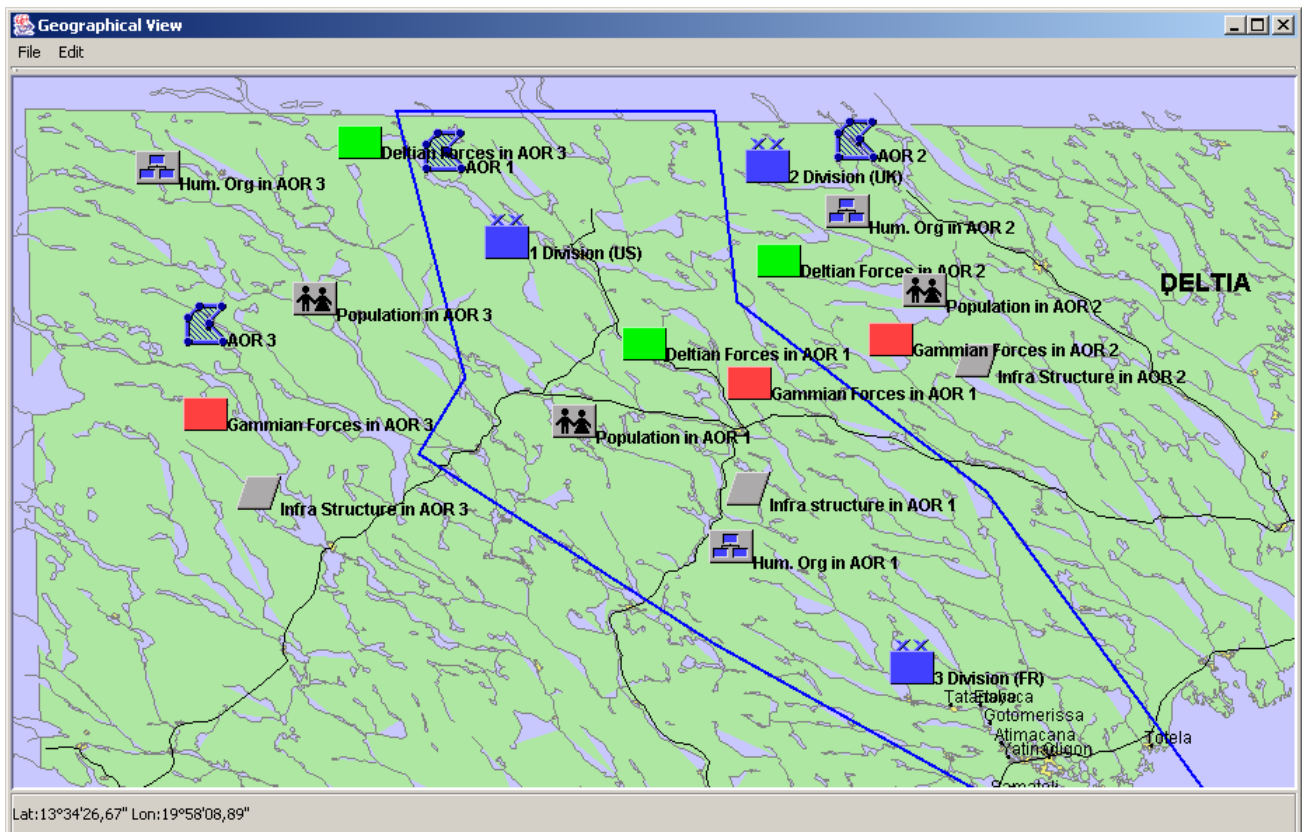 Geographical View
File Edit
Deltian Forces in AOR 3
AOR 1
AOR 2
2 Division (UK)
Hum. Org in AOR 3
Hum. Org in AOR 2
1 Division (US)
Deltian Forces in AOR 2
DELTIA
Population in AOR 3
Population in AOR 2
AOR 3
Deltian Forces in AOR 1
Gammian Forces in AOR 2
Infra Structure in AOR 2
Gammian Forces in AOR 1
Gammian Forces in AOR 3
Population in AOR 1
Infra Structure in AOR 3
Infra structure in AOR 1
Hum. Org in AOR 1
3 Division (FR)
Gotomerissa
Atimacana
Yatinadigon
Totela
Lat:13°34'26,67" Lon:19°58'08,89"